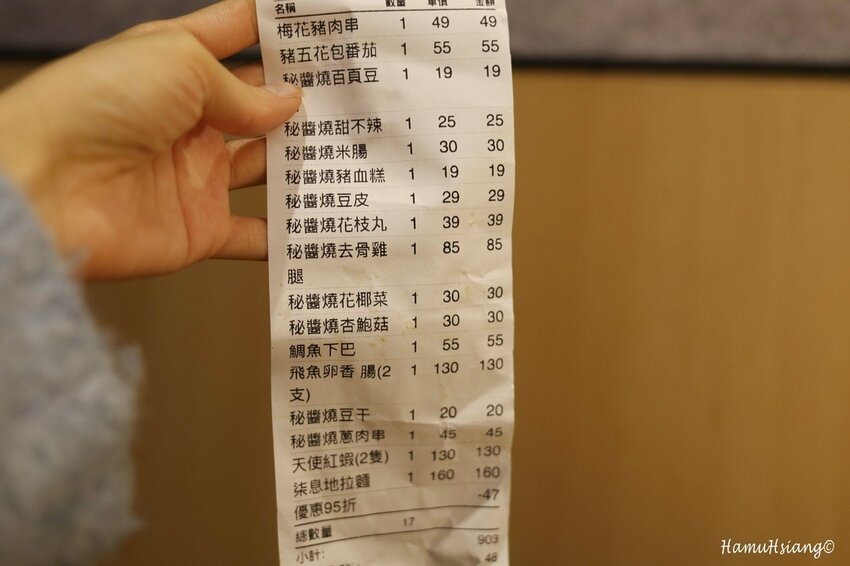 名稱 數量 單價 金額
梅花豬肉串 1 49 49
豬五花包番茄 1 55 55
秘醬燒百頁豆 1 19 19
秘醬燒甜不辣 1 25 25
秘醬燒米腸 1 30 30
秘醬燒豬血糕 1 19 19
秘醬燒豆皮 1 29 29
秘醬燒花枝丸 1 39 39
秘醬燒去骨雞 1 85 85
腿
秘醬燒花椰菜 1 30 30
秘醬燒杏鮑菇 1 30 30
鯛魚下巴 1 55 55
飛魚卵香 腸(2 1 130 130
支)
秘醬燒豆干 1 20 20
秘醬燒蔥肉串 1 45 45
天使紅蝦(2隻) 1 130 130
柒息地拉麵 1 160 160
優惠95折 -47
總數量 17
小計: 903
48
HamuHsiang©